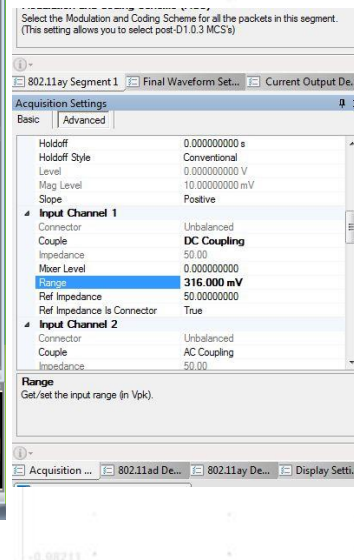 Select the Modulation and Coding Scheme for all the packets in this segment.
(This setting allows you to select post-D1.0.3 MCS's)
802.11ay Segment 1 Final Waveform Set... Current Output De.
Acquisition Settings
Basic Advanced
Holdoff 0.000000000 s
Holdoff Style Conventional
Level 0.000000000 V
Mag Level 10.00000000 mV
Slope Positive
Input Channel 1
Connector Unbalanced
Couple DC Coupling
Impedance 50.00
Mixer Level 0.000000000
Range 316.000 mV
Ref Impedance 50.00000000
Ref Impedance Is Connector True
Input Channel 2
Connector Unbalanced
Couple AC Coupling
Impedance 50.00
Range
Get/set the input range (in Vpk).
Acquisition ... 802.11ad De... 802.11ay De... Display Setti.
-0.98211